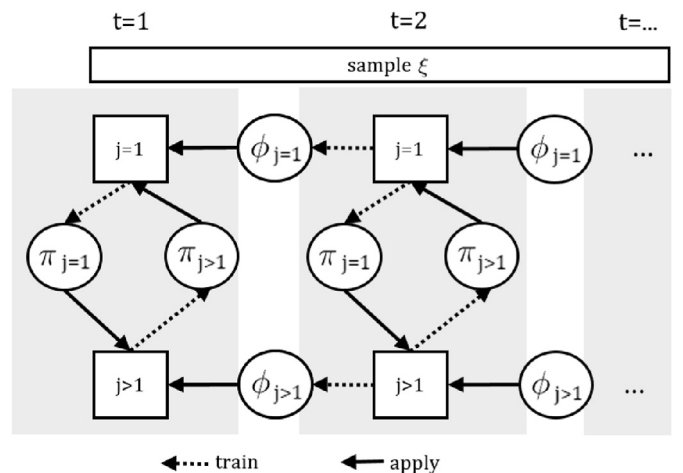 t=1 t=2 t=...
sample ξ
j=1 ϕ j=1 j=1 ϕ j=1 ...
π j=1 π j>1 π j=1 π j>1
j>1 ϕ j>1 j>1 ϕ j>1 ...
train apply